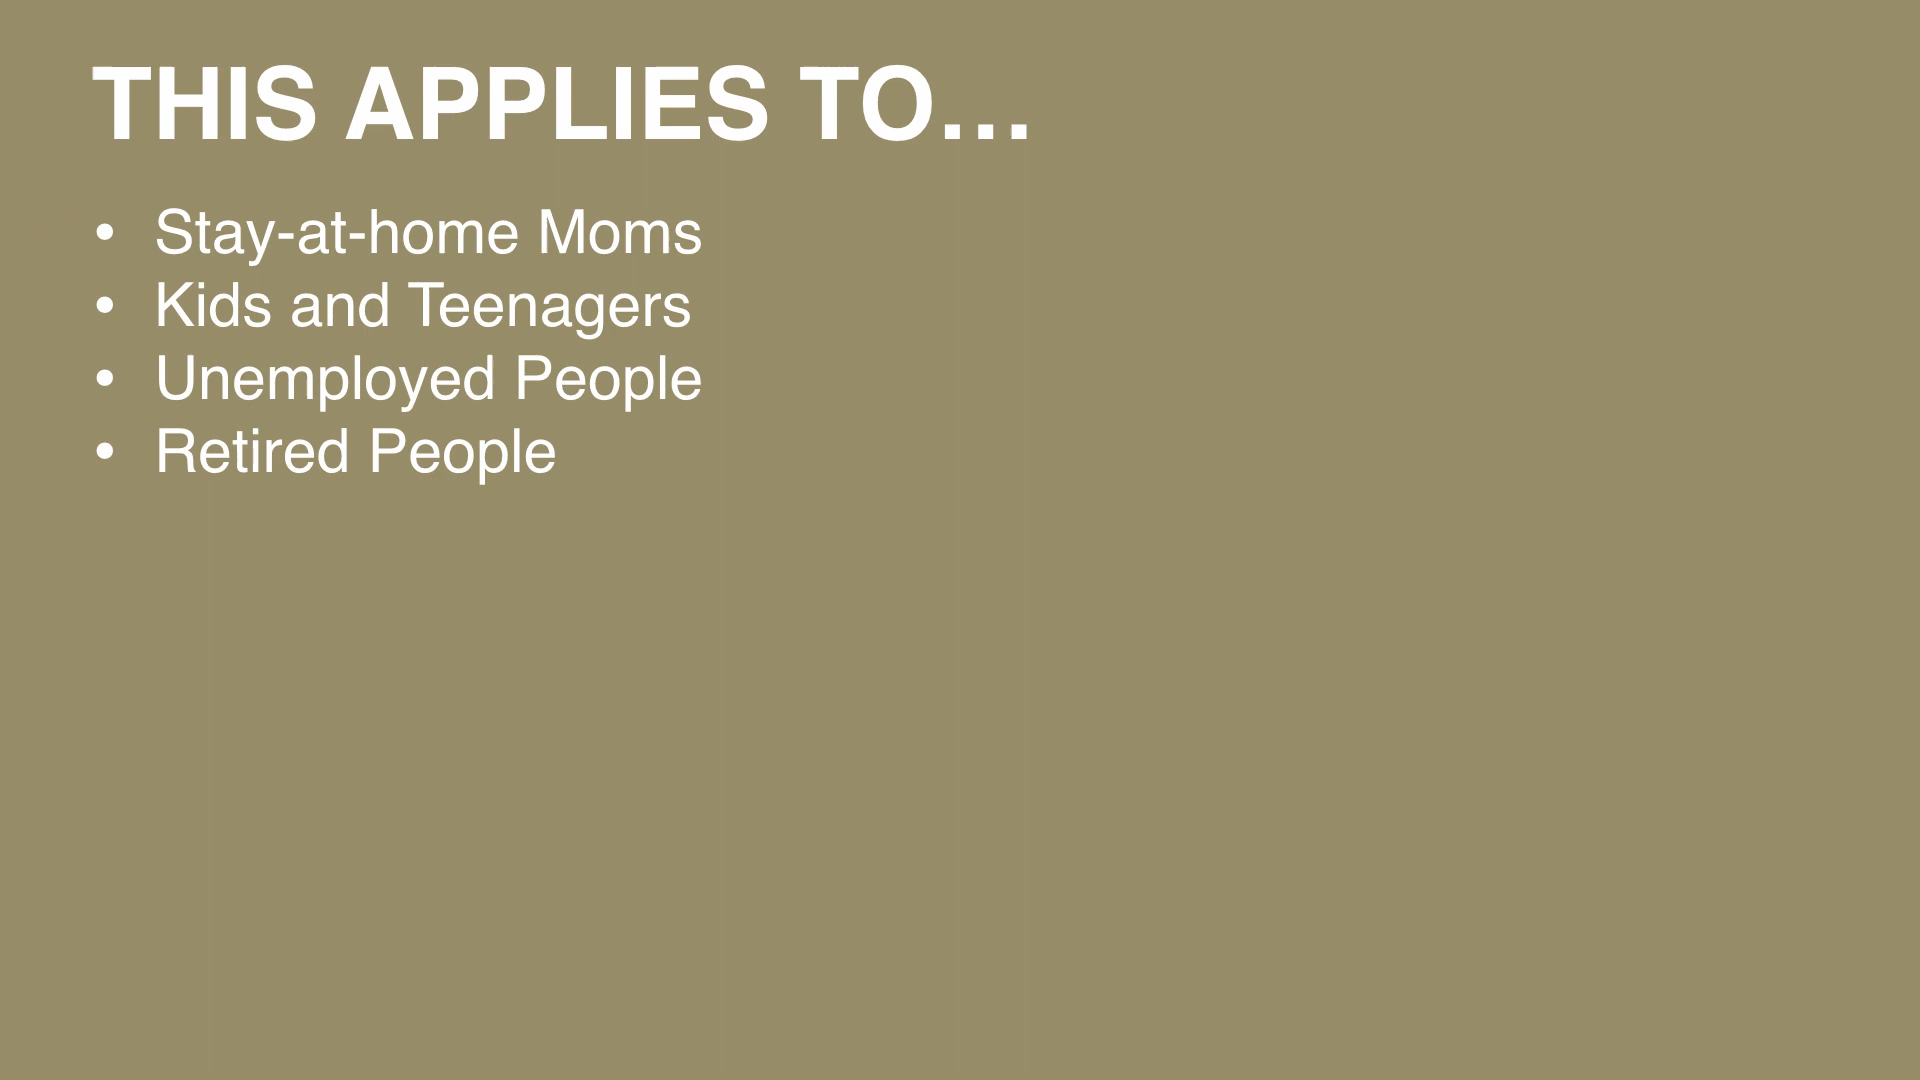 THIS APPLIES TO…
• Stay-at-home Moms
• Kids and Teenagers
• Unemployed People
• Retired People